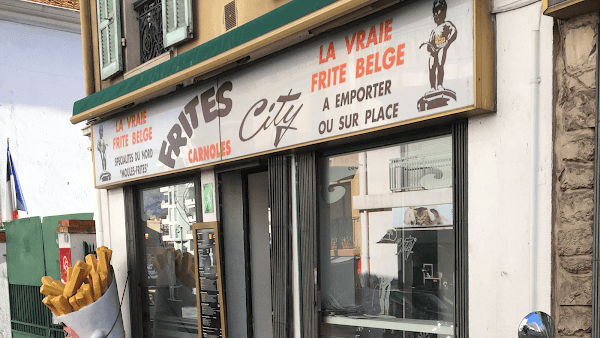 LA VRAIE
FRITE BELGE
SPÉCIALITÉS DU NORD
"MOULES-FRITES"
FRITES
City
CARNOLES
LA VRAIE
FRITE BELGE
A EMPORTER
OU SUR PLACE